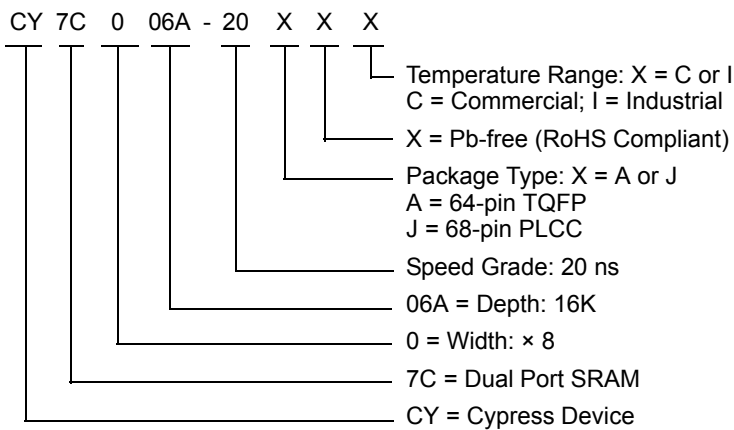 CY 7C 0 06A - 20 X X X
Temperature Range: X = C or I
C = Commercial; I = Industrial
X = Pb-free (RoHS Compliant)
Package Type: X = A or J
A = 64-pin TQFP
J = 68-pin PLCC
Speed Grade: 20 ns
06A = Depth: 16K
0 = Width: × 8
7C = Dual Port SRAM
CY = Cypress Device